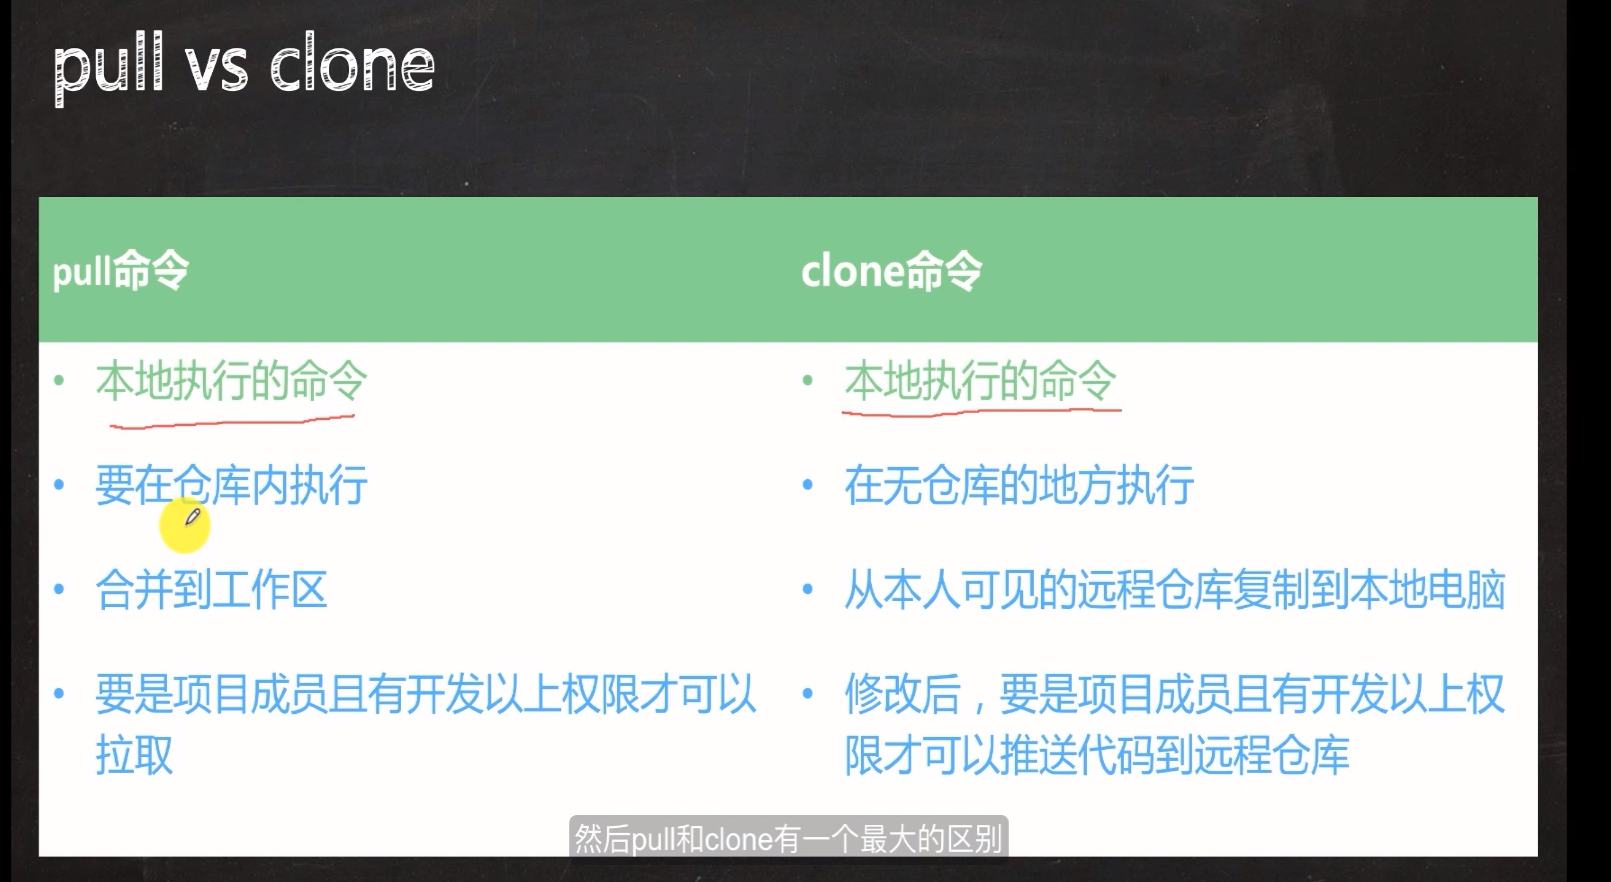 pull vs clone
pull命令
clone命令
• 本地执行的命令
• 要在仓库内执行
• 合并到工作区
• 要是项目成员且有开发以上权限才可以
拉取
• 本地执行的命令
• 在无仓库的地方执行
• 从本人可见的远程仓库复制到本地电脑
• 修改后，要是项目成员且有开发以上权
限才可以推送代码到远程仓库
然后pull和clone有一个最大的区别